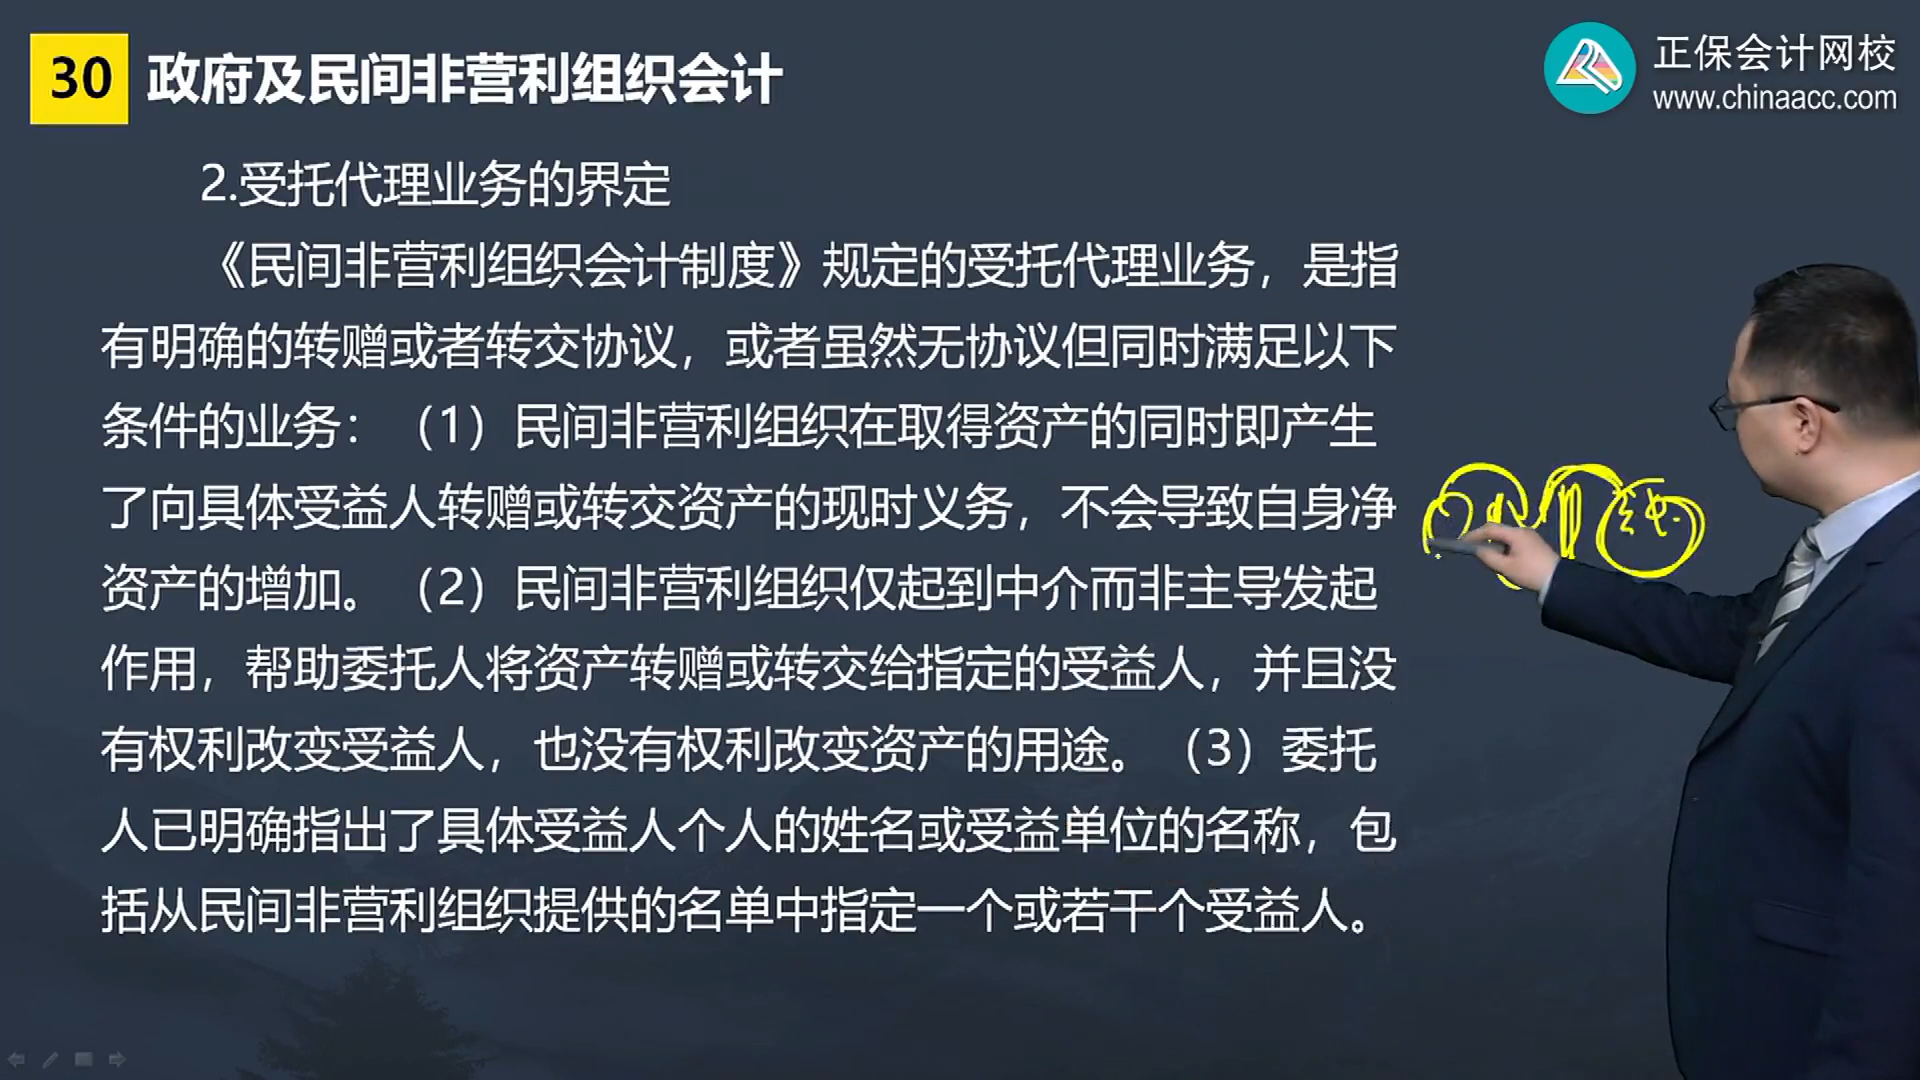 30 政府及民间非营利组织会计
正保会计网校
www.chinaacc.com
2.受托代理业务的界定
《民间非营利组织会计制度》规定的受托代理业务，是指
有明确的转赠或者转交协议，或者虽然无协议但同时满足以下
条件的业务：（1）民间非营利组织在取得资产的同时即产生
了向具体受益人转赠或转交资产的现时义务，不会导致自身净
资产的增加。（2）民间非营利组织仅起到中介而非主导发起
作用，帮助委托人将资产转赠或转交给指定的受益人，并且没
有权利改变受益人，也没有权利改变资产的用途。（3）委托
人已明确指出了具体受益人个人的姓名或受益单位的名称，包
括从民间非营利组织提供的名单中指定一个或若干个受益人。